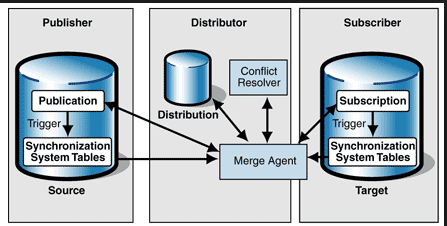 Publisher
Distributor
Subscriber
Publication
Trigger
Synchronization
System Tables
Source
Distribution
Conflict
Resolver
Merge Agent
Subscription
Trigger
Synchronization
System Tables
Target